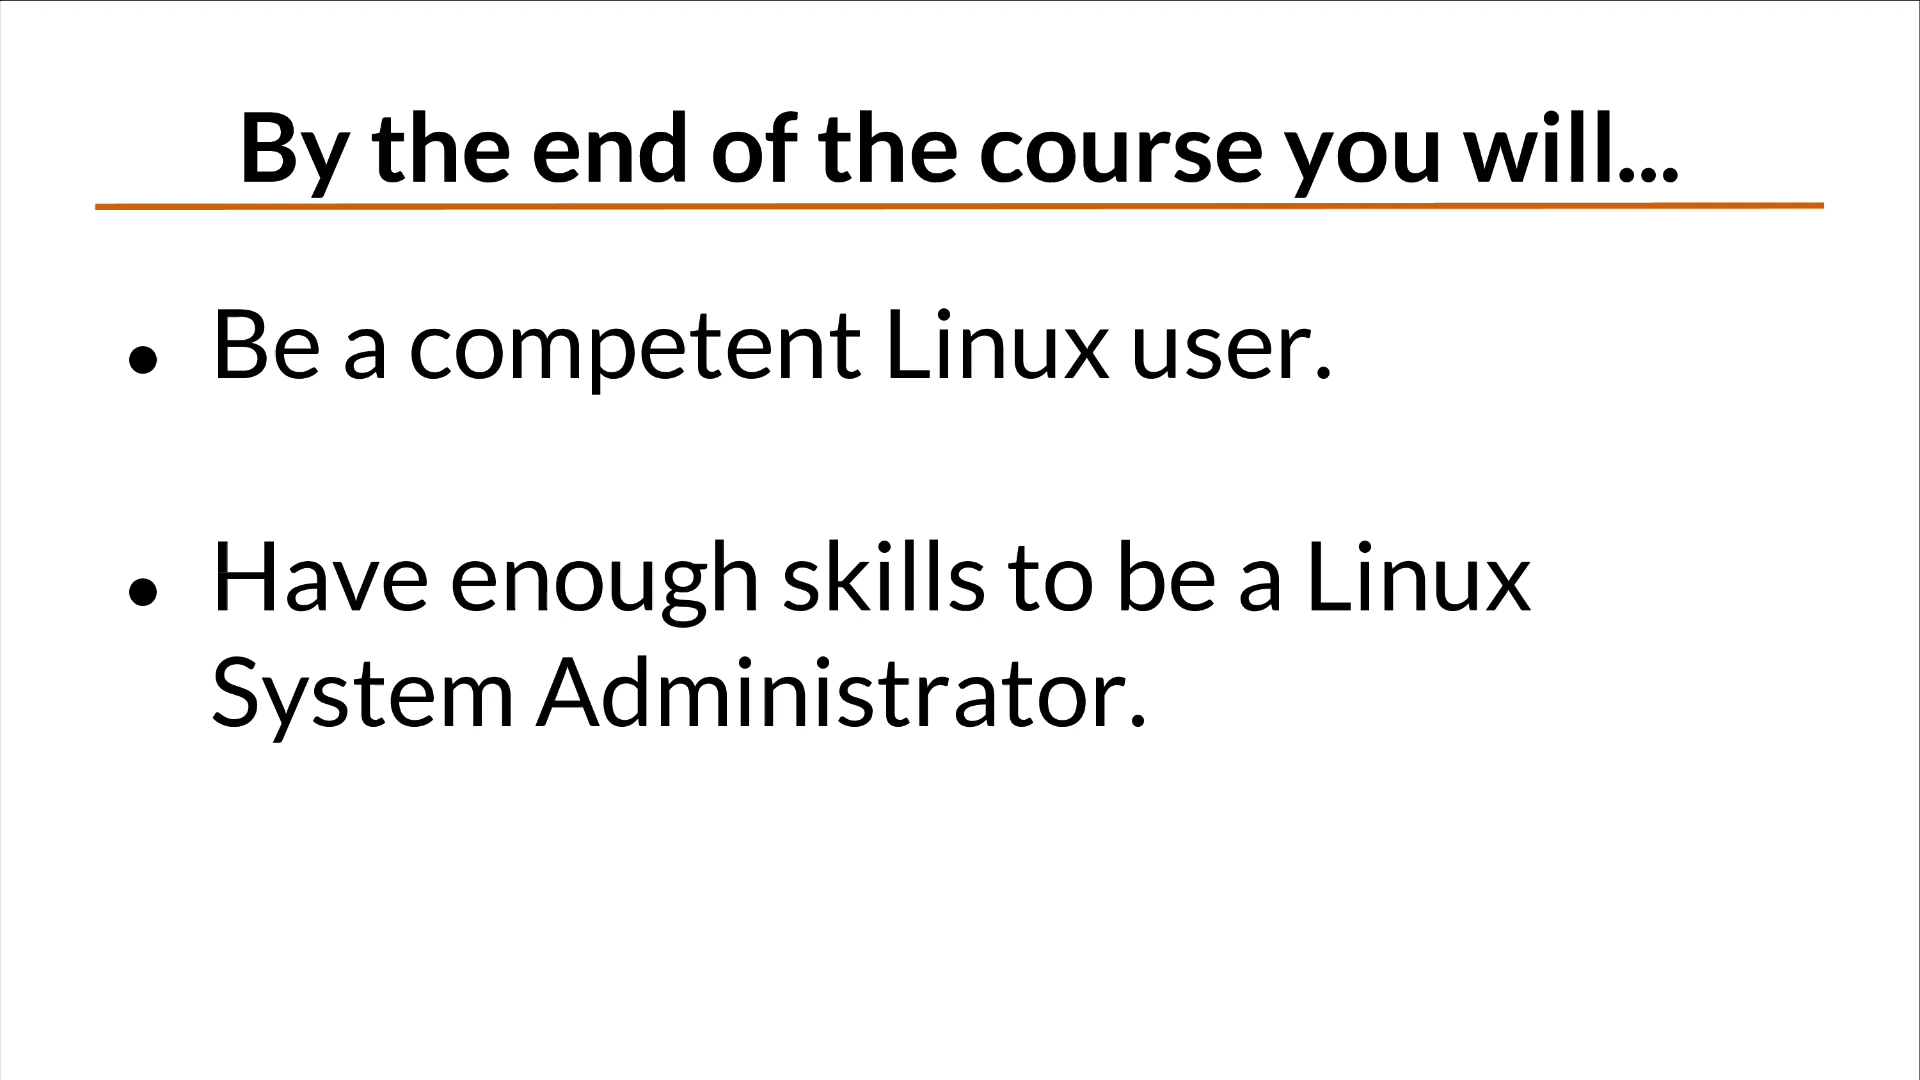 By the end of the course you will...
• Be a competent Linux user.
• Have enough skills to be a Linux
System Administrator.